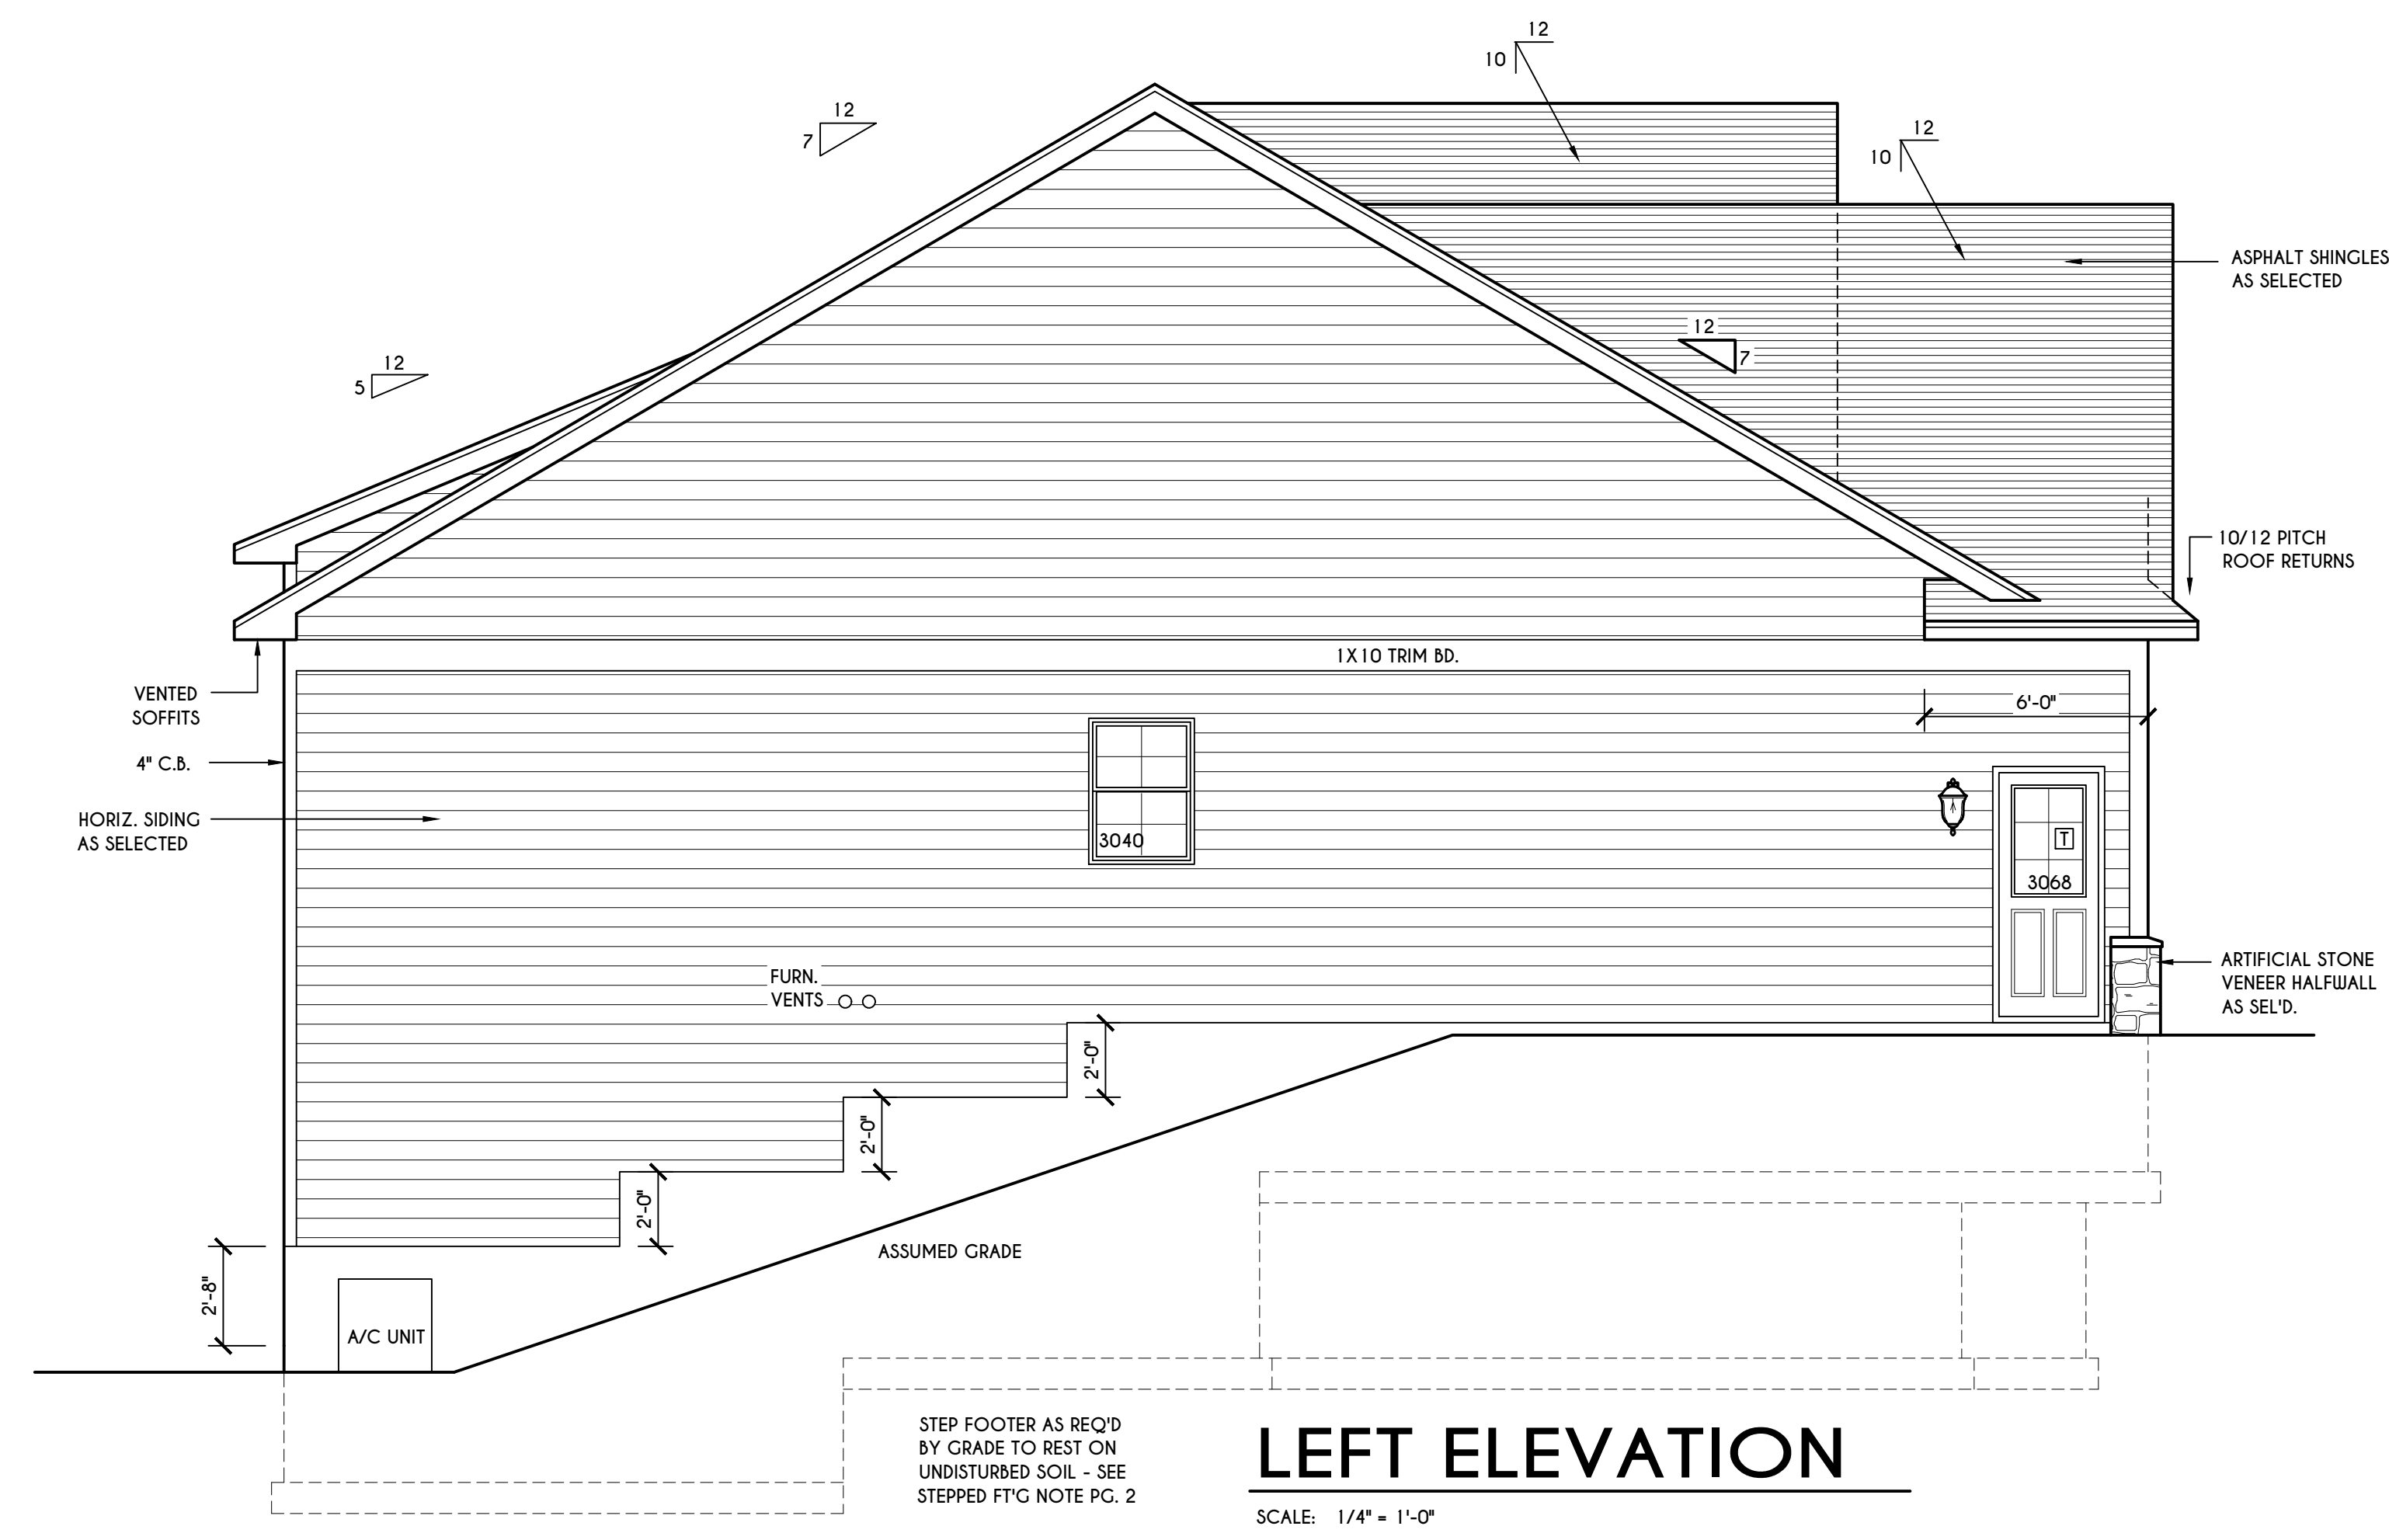 12
10
12
10
12
7
ASPHALT SHINGLES
AS SELECTED
12
7
12
5
10/12 PITCH
ROOF RETURNS
1X10 TRIM BD.
VENTED
SOFFITS
6'-0"
4" C.B.
HORIZ. SIDING
AS SELECTED
3040
T
3068
ARTIFICIAL STONE
VENEER HALFWALL
AS SEL'D.
FURN.
VENTS
2'-0"
2'-0"
2'-0"
2'-8"
ASSUMED GRADE
A/C UNIT
STEP FOOTER AS REQ'D
BY GRADE TO REST ON
UNDISTURBED SOIL - SEE
STEPPED FT'G NOTE PG. 2
LEFT ELEVATION
SCALE: 1/4" = 1'-0"